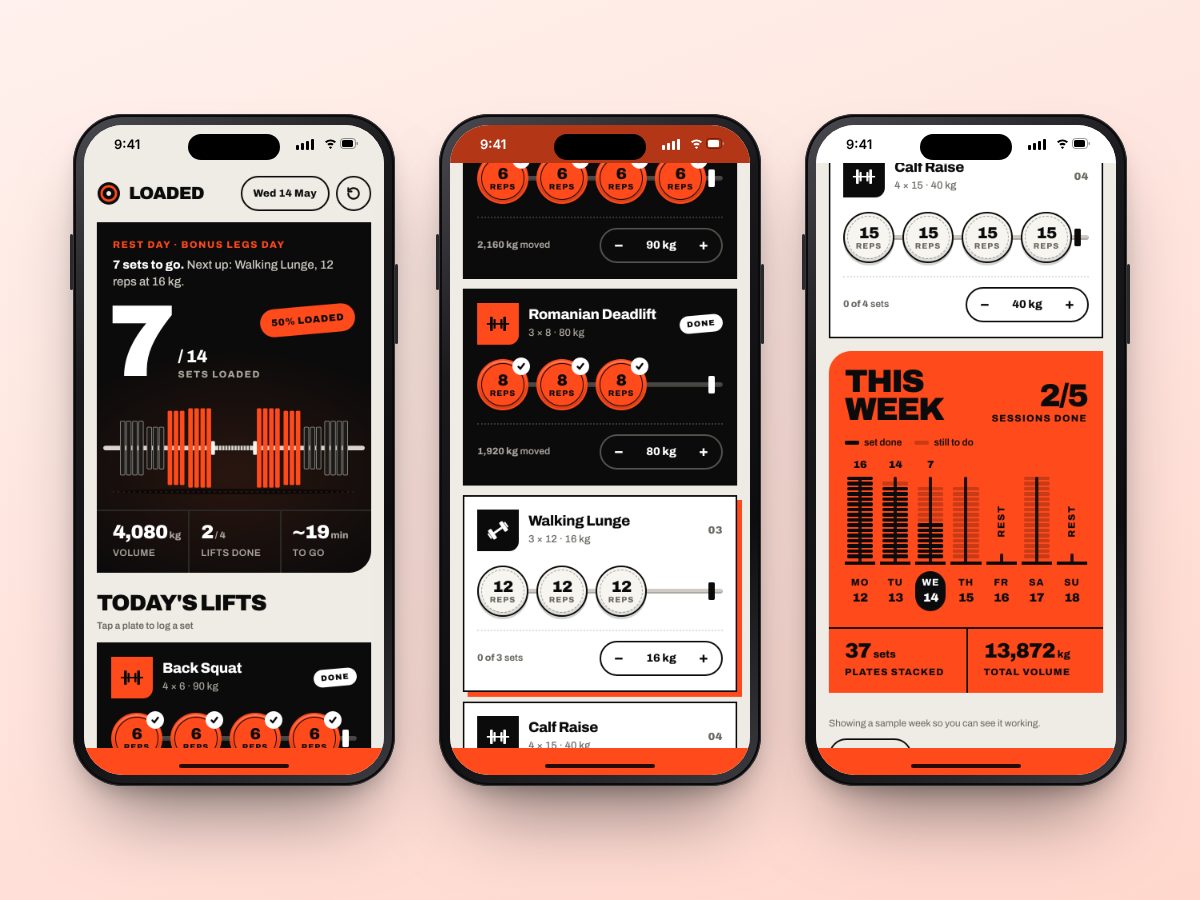 9:41
LOADED
Wed 14 May
REST DAY · BONUS LEGS DAY
7 sets to go. Next up: Walking Lunge, 12
reps at 16 kg.
7
/ 14
SETS LOADED
50% LOADED
4,080 kg
VOLUME
2 / 4
LIFTS DONE
~19 min
TO GO
TODAY'S LIFTS
Tap a plate to log a set
Back Squat
4 × 6 · 90 kg
DONE
6 6 6 6
REPS REPS REPS REPS
9:41
6 6 6 6
REPS REPS REPS REPS
2,160 kg moved
− 90 kg +
Romanian Deadlift
3 × 8 · 80 kg
DONE
8 8 8
REPS REPS REPS
1,920 kg moved
− 80 kg +
Walking Lunge
3 × 12 · 16 kg
03
12 12 12
REPS REPS REPS
0 of 3 sets
− 16 kg +
Calf Raise
4 × 15 · 40 kg
04
9:41
Calf Raise
4 × 15 · 40 kg
04
15 15 15 15
REPS REPS REPS REPS
0 of 4 sets
− 40 kg +
THIS
WEEK
2/5
SESSIONS DONE
set done still to do
16 14 7
REST REST
MO TU WE TH FR SA SU
12 13 14 15 16 17 18
37 sets
PLATES STACKED
13,872 kg
TOTAL VOLUME
Showing a sample week so you can see it working.